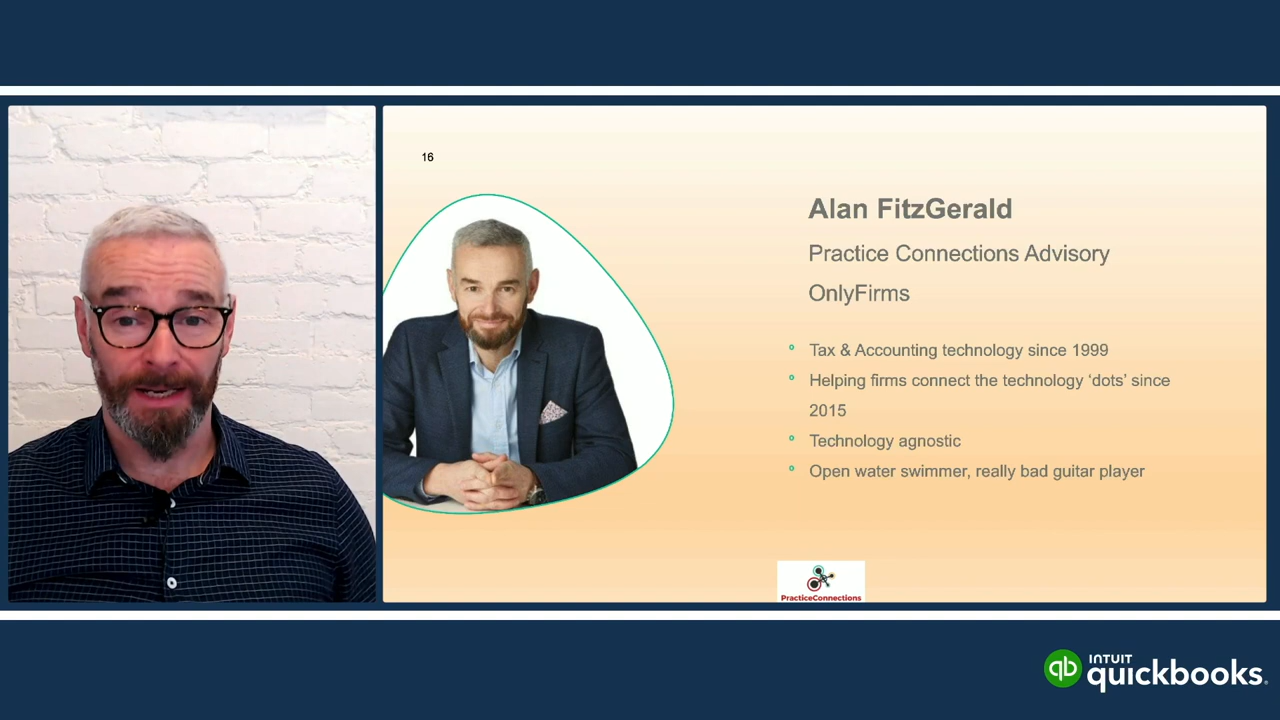 16
Alan FitzGerald
Practice Connections Advisory
OnlyFirms
Tax & Accounting technology since 1999
Helping firms connect the technology ‘dots’ since
2015
Technology agnostic
Open water swimmer, really bad guitar player
PracticeConnections
qb
INTUIT
quickbooks.